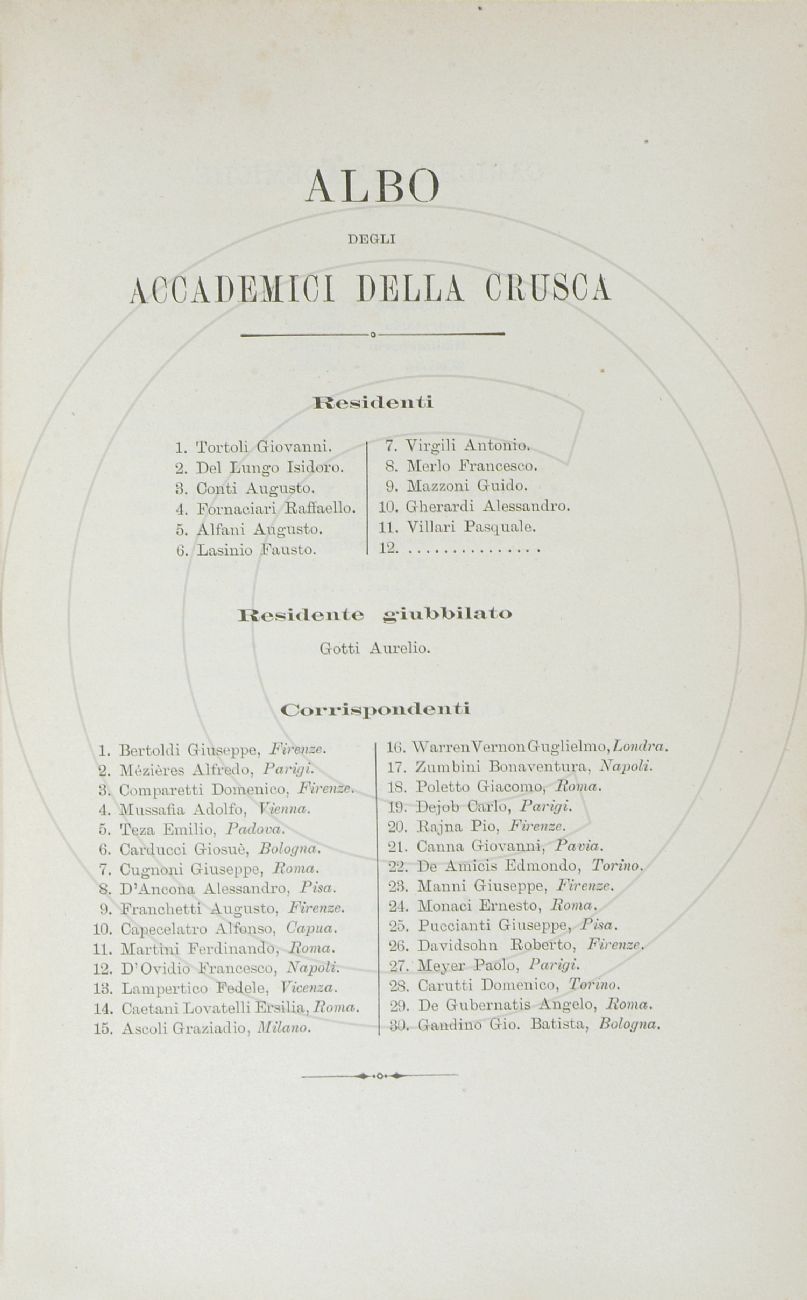 ALBO
DEGLI
ACCADEMICI DELLA CRUSCA
Residenti
1. Tortoli Giovanni.
2. Del Lungo Isidoro.
3. Conti Augusto.
4. Fornaciari Raffaello.
5. Alfani Augusto.
6. Lasinio Fausto.
7. Virgili Antonio.
8. Merlo Francesco.
9. Mazzoni Guido.
10. Gherardi Alessandro.
11. Villari Pasquale.
12. ...............
Residente giubbilato
Gotti Aurelio.
Corrispondenti
1. Bertoldi Giuseppe, Firenze.
2. Mézières Alfredo, Parigi.
3. Comparetti Domenico, Firenze.
4. Mussafia Adolfo, Vienna.
5. Teza Emilio, Padova.
6. Carducci Giosuè, Bologna.
7. Cugnoni Giuseppe, Roma.
8. D'Ancona Alessandro, Pisa.
9. Franchetti Augusto, Firenze.
10. Capecelatro Alfonso, Capua.
11. Martini Ferdinando, Roma.
12. D'Ovidio Francesco, Napoli.
13. Lampertico Fedele, Vicenza.
14. Caetani Lovatelli Ersilia, Roma.
15. Ascoli Graziadio, Milano.
16. Warren Vernon Guglielmo, Londra.
17. Zumbini Bonaventura, Napoli.
18. Poletto Giacomo, Roma.
19. Dejob Carlo, Parigi.
20. Rajna Pio, Firenze.
21. Canna Giovanni, Pavia.
22. De Amicis Edmondo, Torino.
23. Manni Giuseppe, Firenze.
24. Monaci Ernesto, Roma.
25. Puccianti Giuseppe, Pisa.
26. Davidsohn Roberto, Firenze.
27. Meyer Paolo, Parigi.
28. Carutti Domenico, Torino.
29. De Gubernatis Angelo, Roma.
30. Gandino Gio. Batista, Bologna.